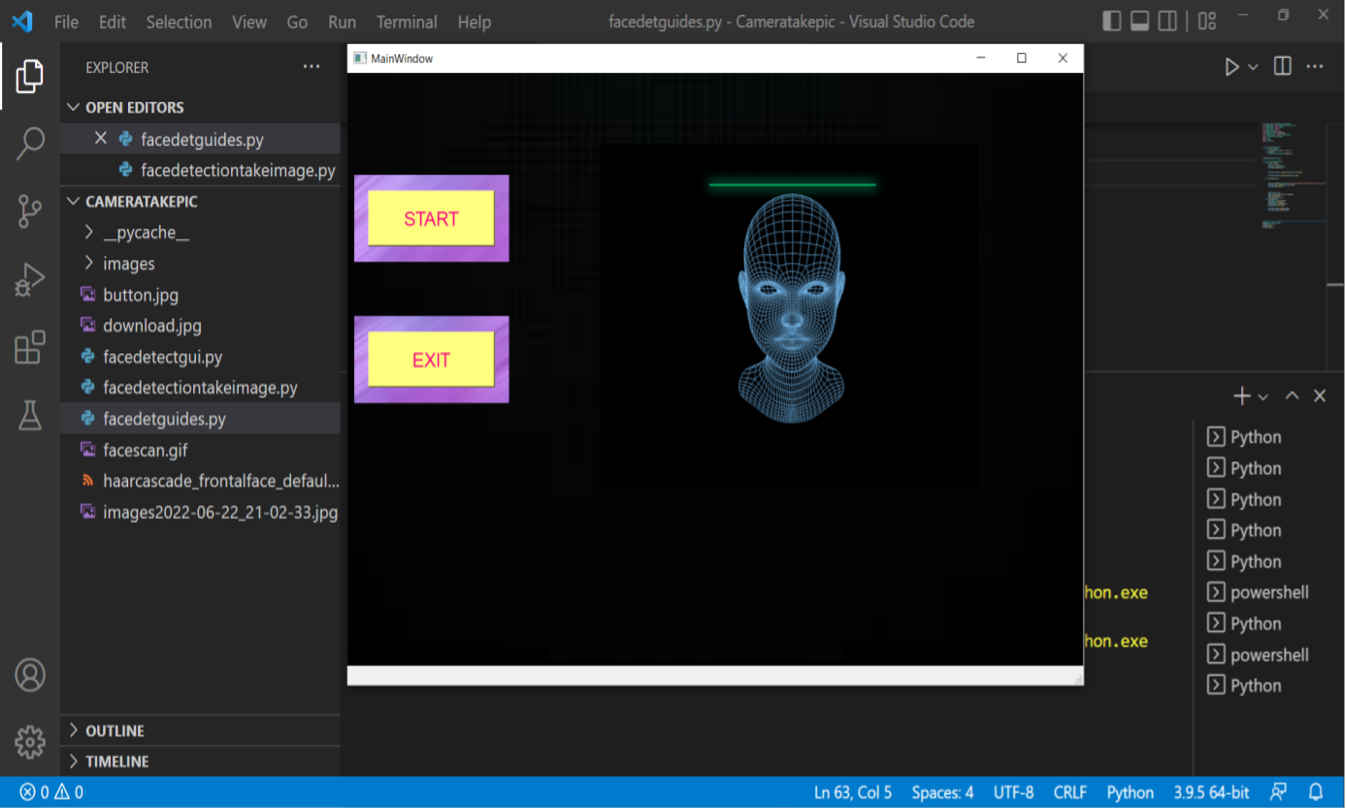 File Edit Selection View Go Run Terminal Help facedetguides.py - Cameratakepic - Visual Studio Code
EXPLORER
OPEN EDITORS
facedetguides.py
facedetectiontakeimage.py
CAMERATAKEPIC
__pycache__
images
button.jpg
download.jpg
facedetectgui.py
facedetectiontakeimage.py
facedetguides.py
facescan.gif
haarcascade_frontalface_defaul...
images2022-06-22_21-02-33.jpg
OUTLINE
TIMELINE
MainWindow
START
EXIT
hon.exe
hon.exe
Python
Python
Python
Python
Python
powershell
Python
powershell
Python
0 0 Ln 63, Col 5 Spaces: 4 UTF-8 CRLF Python 3.9.5 64-bit